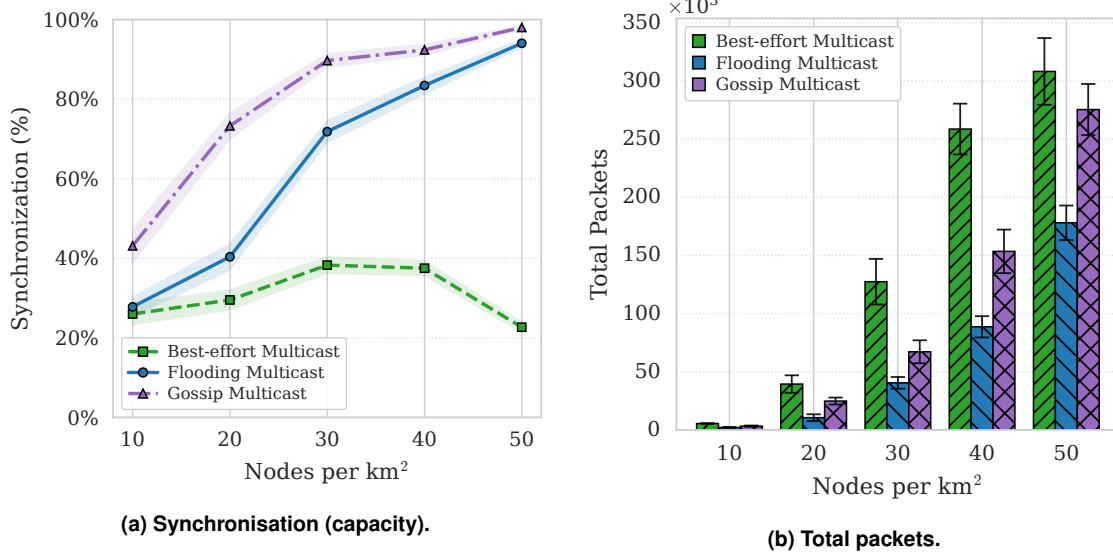 100%
80%
60%
40%
20%
0%
Synchronization (%)
Best-effort Multicast
Flooding Multicast
Gossip Multicast
10 20 30 40 50
Nodes per km²
(a) Synchronisation (capacity).
×10³
350
300
250
200
150
100
50
0
Total Packets
Best-effort Multicast
Flooding Multicast
Gossip Multicast
10 20 30 40 50
Nodes per km²
(b) Total packets.